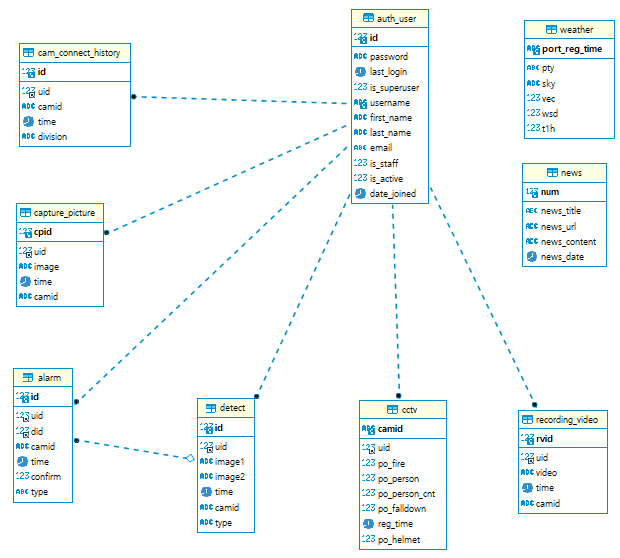 auth_user
id
password
last_login
is_superuser
username
first_name
last_name
email
is_staff
is_active
date_joined
weather
port_reg_time
pty
sky
vec
wsd
t1h
cam_connect_history
id
uid
camid
time
division
news
num
news_title
news_url
news_content
news_date
capture_picture
cpid
uid
image
time
camid
alarm
id
uid
did
camid
time
confirm
type
detect
id
uid
image1
image2
time
camid
type
cctv
camid
uid
po_fire
po_person
po_person_cnt
po_falldown
reg_time
po_helmet
recording_video
rvid
uid
video
time
camid